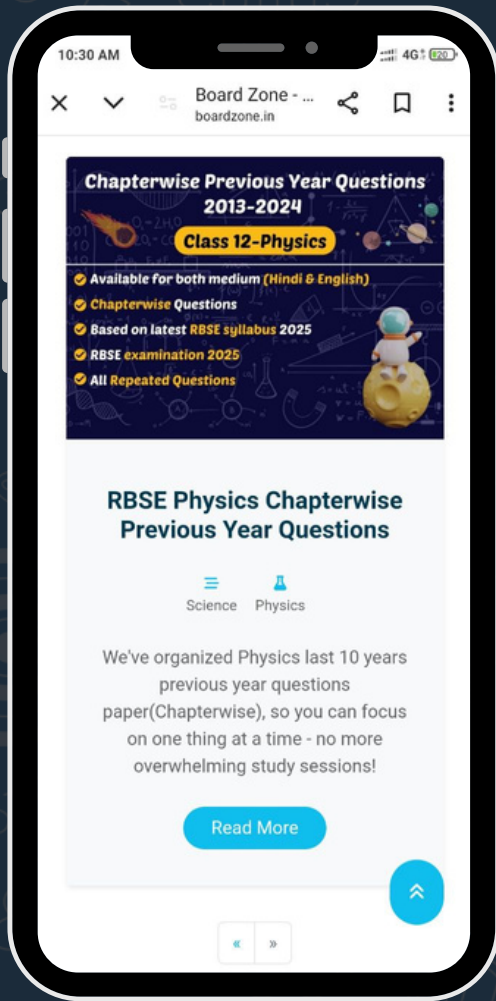 10:30 AM
4G
20
Board Zone - ...
boardzone.in
Chapterwise Previous Year Questions
2013-2024
Class 12-Physics
Available for both medium (Hindi & English)
Chapterwise Questions
Based on latest RBSE syllabus 2025
RBSE examination 2025
All Repeated Questions
RBSE Physics Chapterwise
Previous Year Questions
Science Physics
We've organized Physics last 10 years
previous year questions
paper(Chapterwise), so you can focus
on one thing at a time - no more
overwhelming study sessions!
Read More
« »